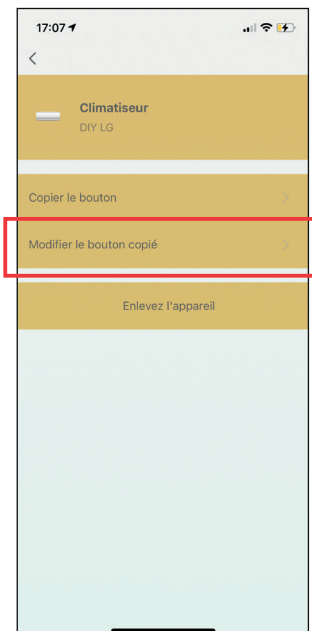 17:07
Climatiseur
DIY LG
Copier le bouton
Modifier le bouton copié
Enlevez l'appareil